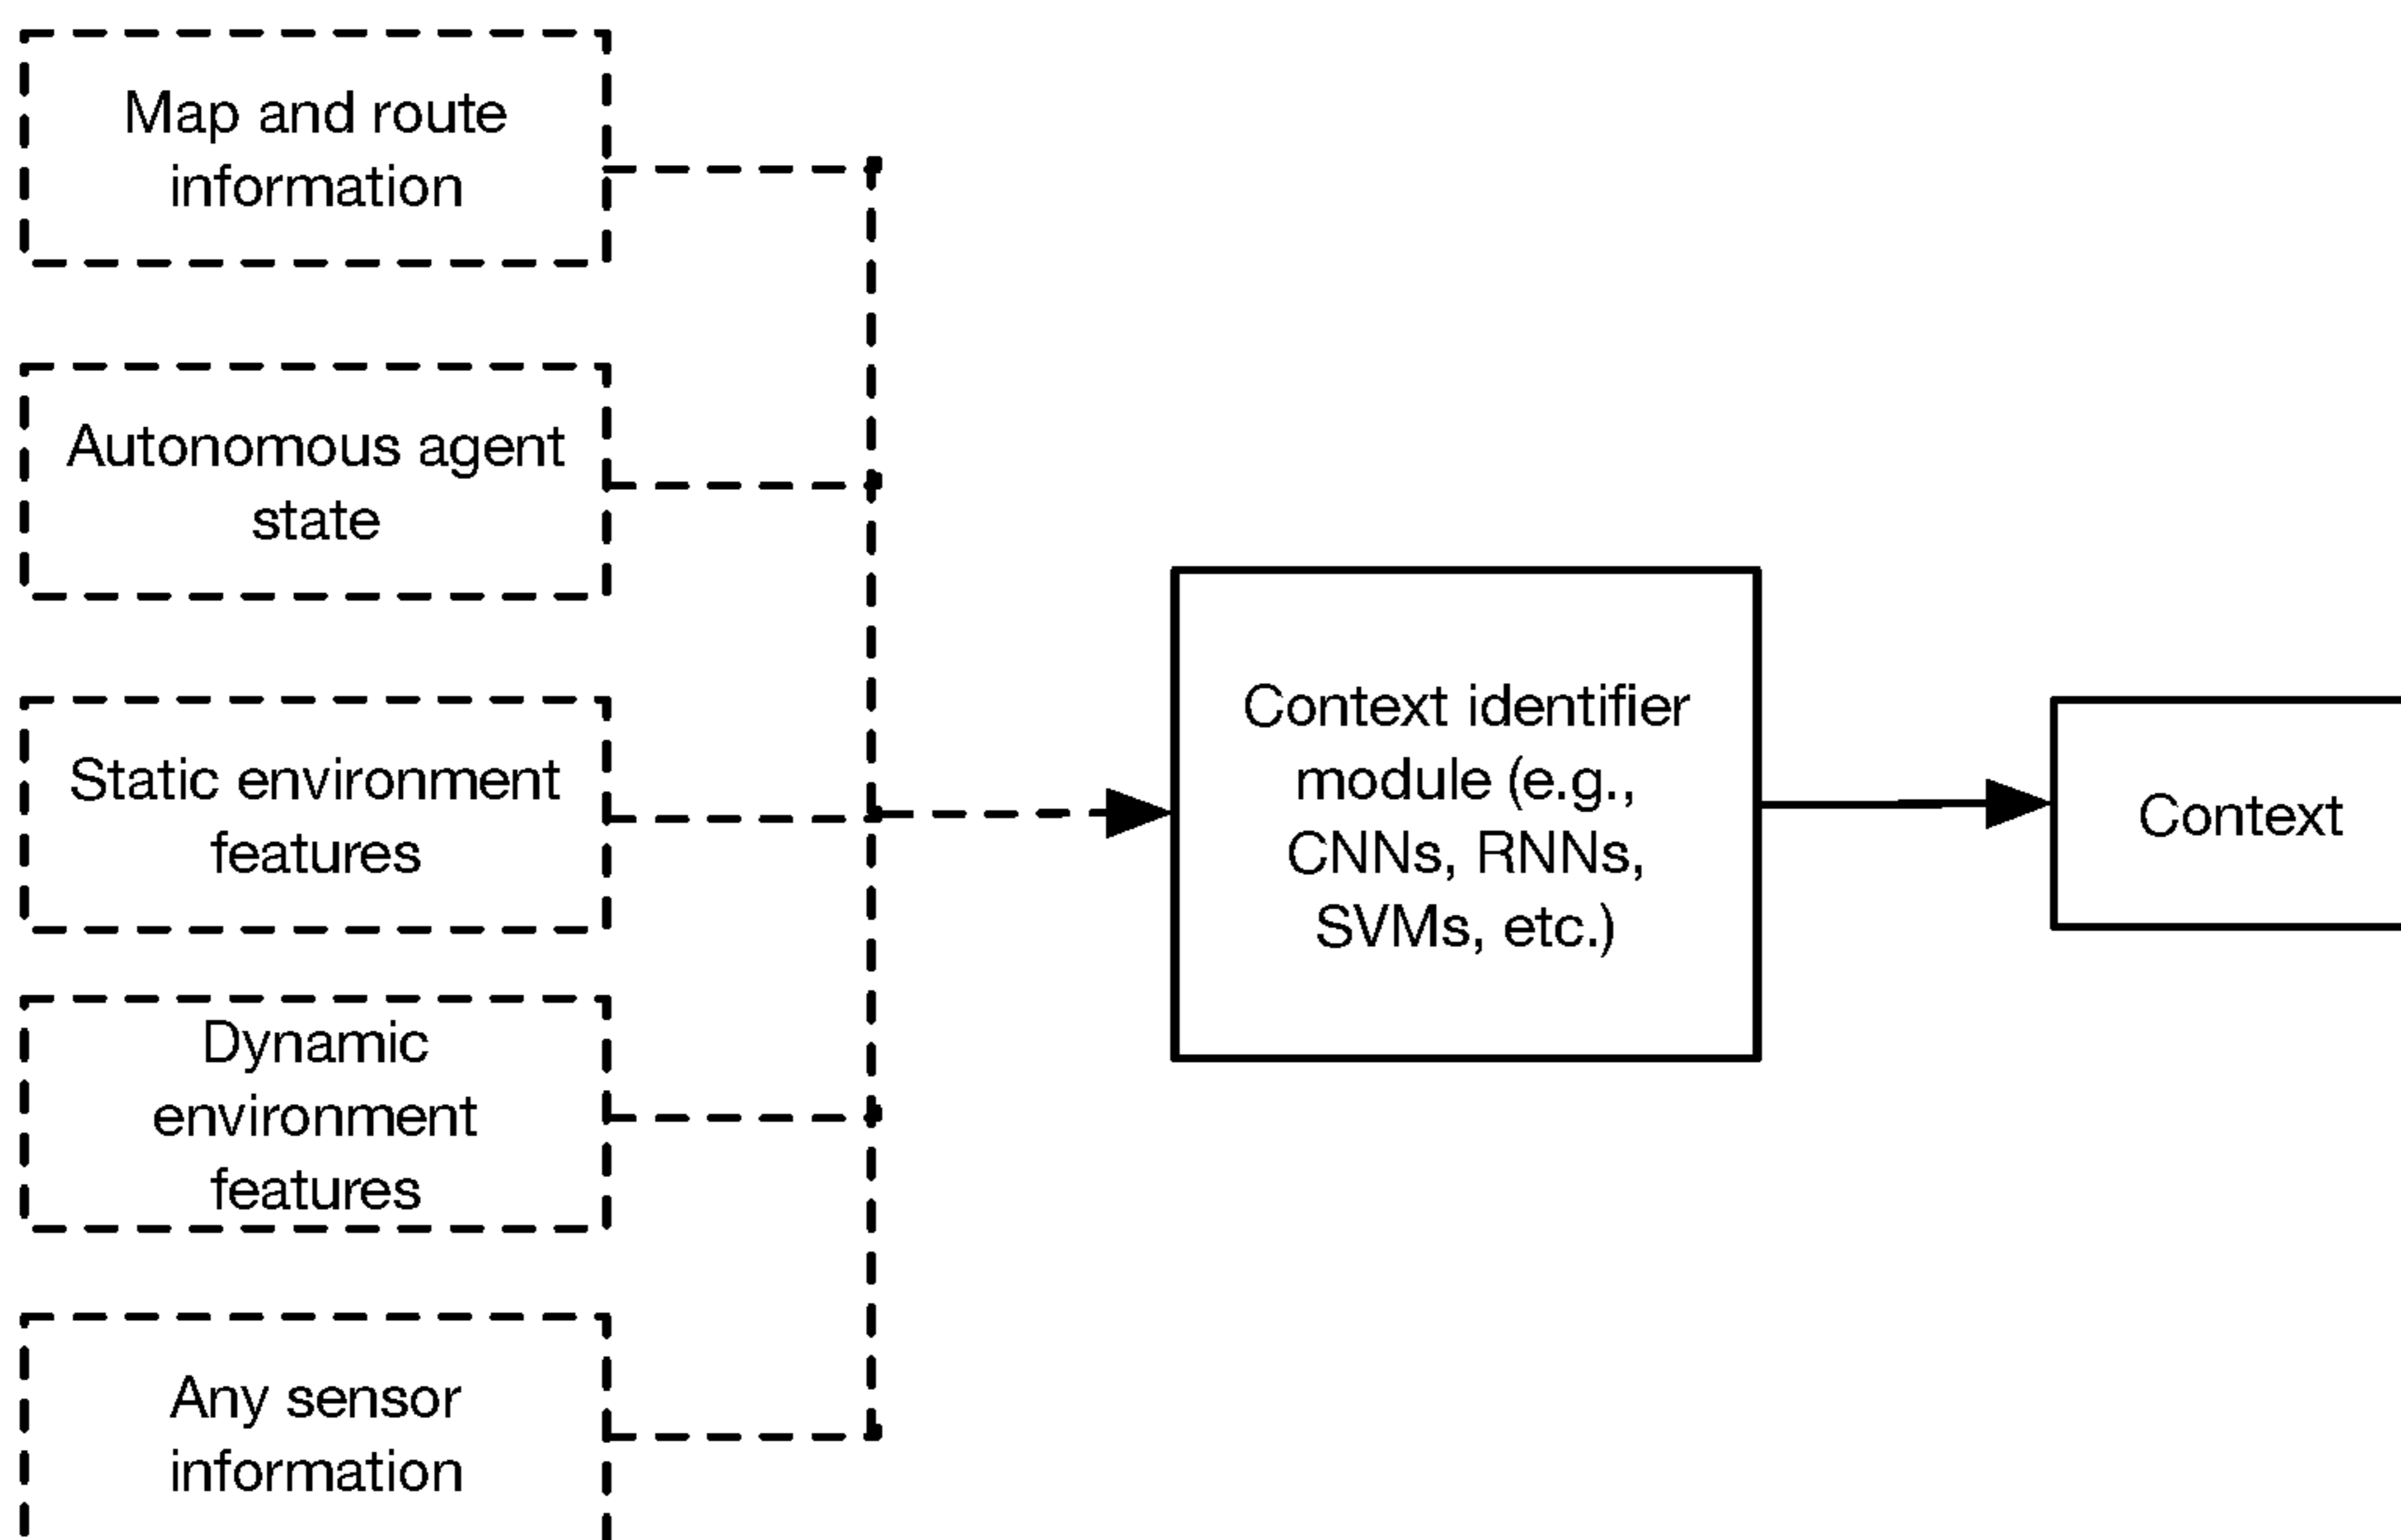 Map and route
information
Autonomous agent
state
Static environment
features
Dynamic
environment
features
Any sensor
information
Context identifier
module (e.g.,
CNNs, RNNs,
SVMs, etc.)
Context